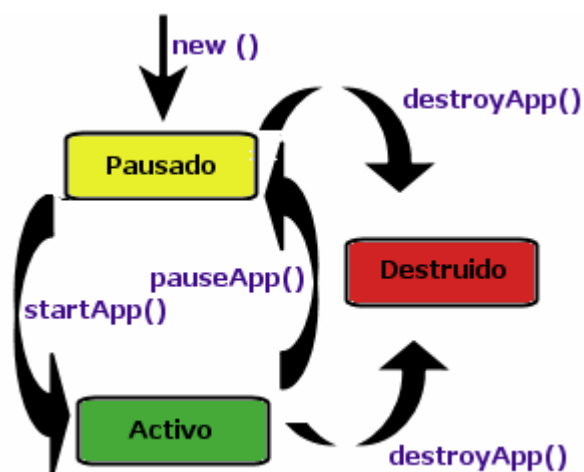 new ()
destroyApp()
Pausado
Destruido
pauseApp()
startApp()
Activo
destroyApp()